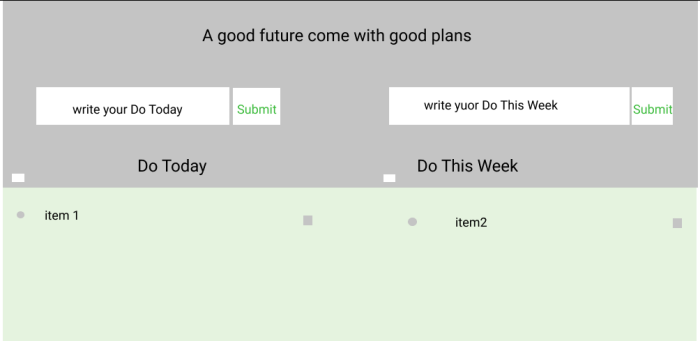 A good future come with good plans
write your Do Today
Submit
write yuor Do This Week
Submit
Do Today
Do This Week
item 1
item2